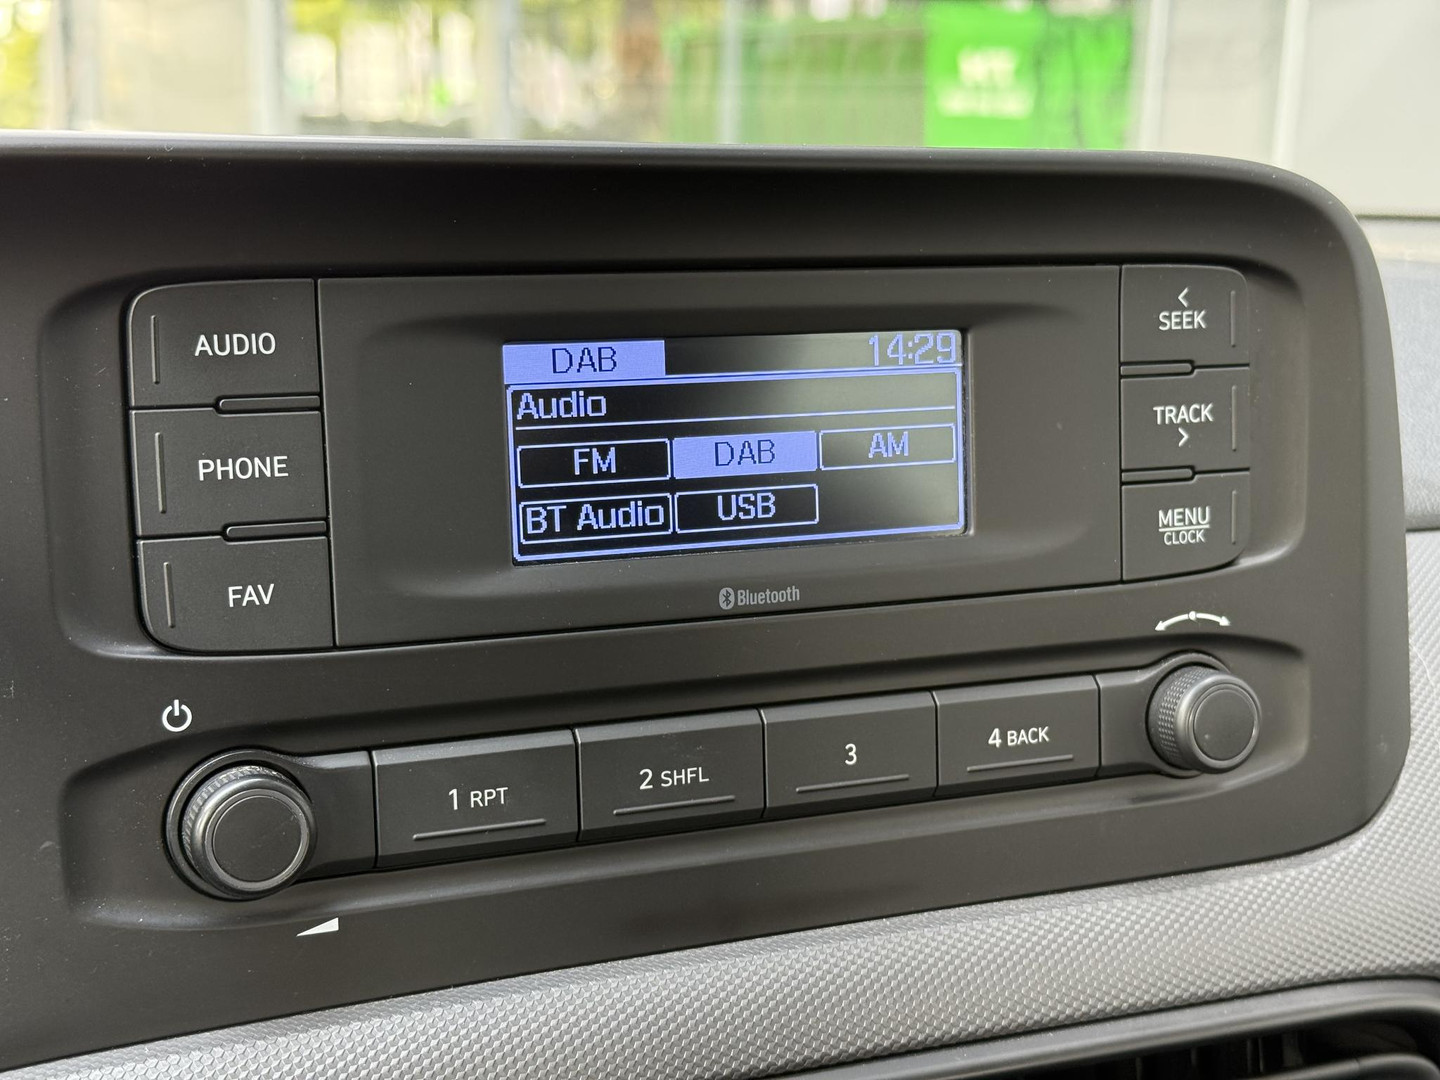 AUDIO
PHONE
FAV
DAB 14:29
Audio
FM DAB AM
BT Audio USB
Bluetooth
<
SEEK
TRACK
>
MENU
CLOCK
1 RPT
2 SHFL
3
4 BACK